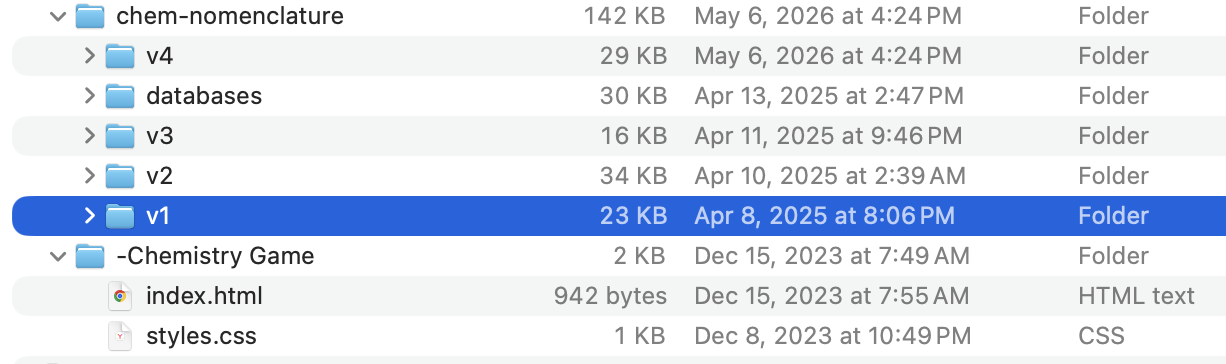 chem-nomenclature 142 KB May 6, 2026 at 4:24 PM Folder
v4 29 KB May 6, 2026 at 4:24 PM Folder
databases 30 KB Apr 13, 2025 at 2:47 PM Folder
v3 16 KB Apr 11, 2025 at 9:46 PM Folder
v2 34 KB Apr 10, 2025 at 2:39 AM Folder
v1 23 KB Apr 8, 2025 at 8:06 PM Folder
-Chemistry Game 2 KB Dec 15, 2023 at 7:49 AM Folder
index.html 942 bytes Dec 15, 2023 at 7:55 AM HTML text
styles.css 1 KB Dec 8, 2023 at 10:49 PM CSS